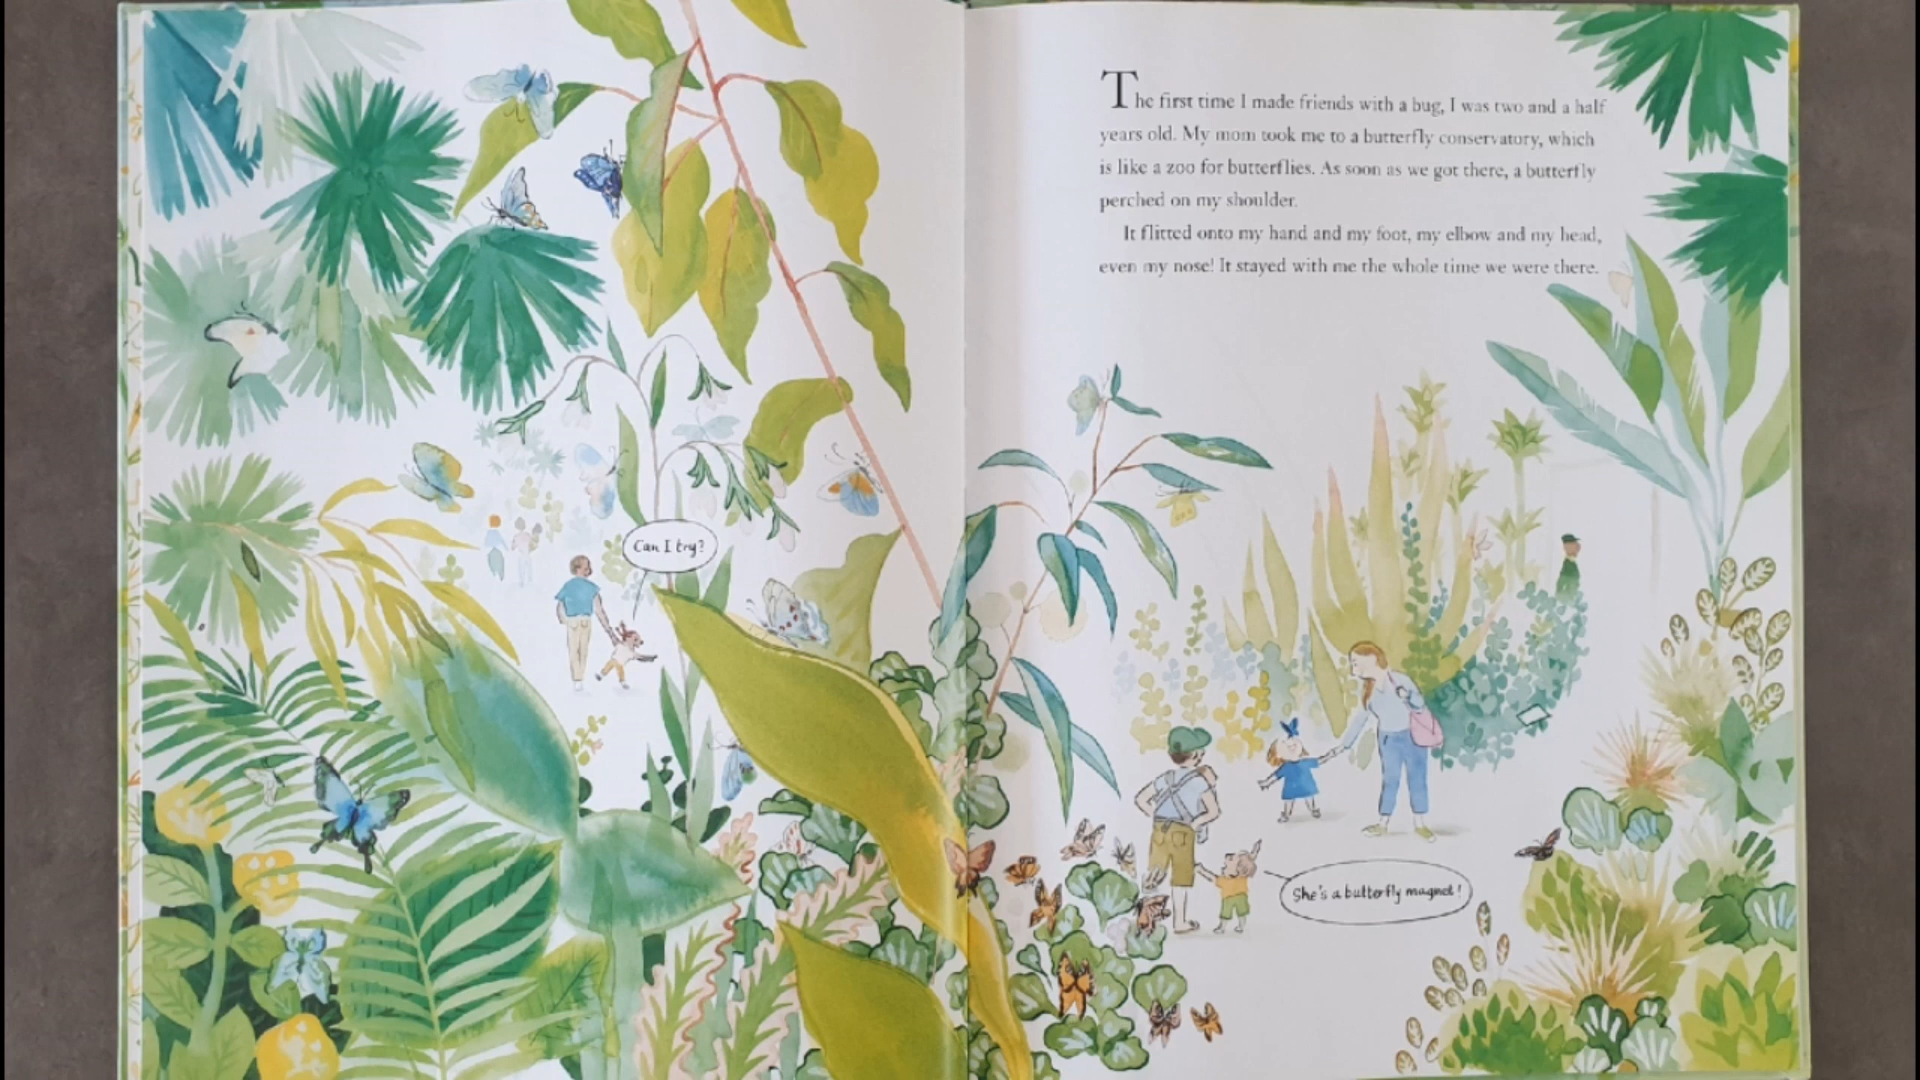 The first time I made friends with a bug, I was two and a half
years old. My mom took me to a butterfly conservatory, which
is like a zoo for butterflies. As soon as we got there, a butterfly
perched on my shoulder.
It flitted onto my hand and my foot, my elbow and my head,
even my nose! It stayed with me the whole time we were there.
Can I try?
She's a butterfly magnet!